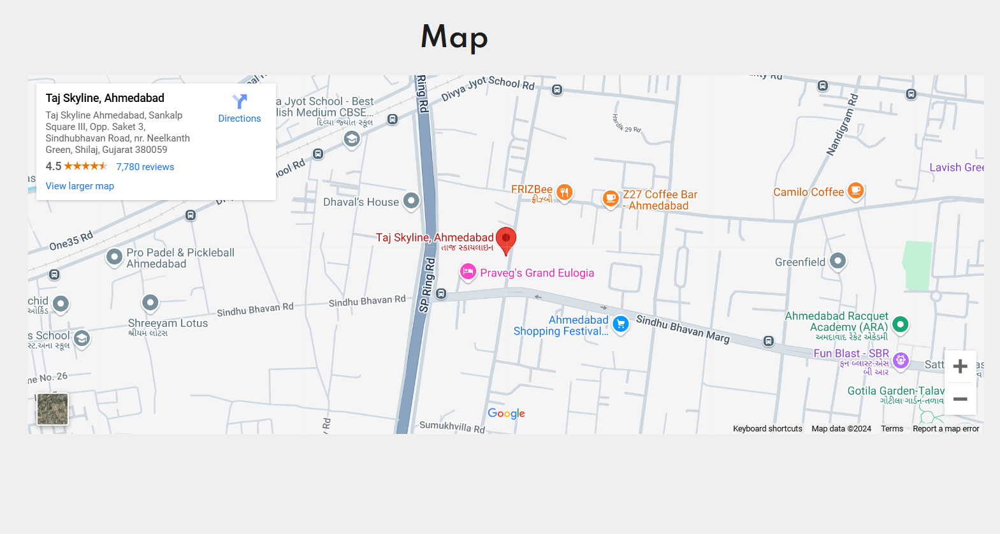 Map
Taj Skyline, Ahmedabad
Taj Skyline Ahmedabad, Sankalp
Square III, Opp. Saket 3,
Sindhubhavan Road, nr. Neelkanth
Green, Shilaj, Gujarat 380059
Directions
4.5
7,780 reviews
View larger map
a Jyot School - Best
lish Medium CBSE...
દિવ્યા જ્યોત સ્કૂલ
Ring Rd
Divya Jyot School Rd
nty Rd
Hardik 29 Rd
Nandigram Rd
Lavish Gree
ool Rd
Dhaval's House
FRIZBee
ફ્રીઝ્બી
Z27 Coffee Bar
- Ahmedabad
Camilo Coffee
One35 Rd
Taj Skyline, Ahmedabad
તાજ સ્કાયલાઇન
Pro Padel & Pickleball
Ahmedabad
Praveg's Grand Eulogia
Greenfield
SP Ring Rd
chid
ઓર્કિડ
Sindhu Bhavan Rd
Sindhu Bhavan Rd
Shreeyam Lotus
શ્રીયમ લોટસ
Ahmedabad
Shopping Festival...
Sindhu Bhavan Marg
Ahmedabad Racquet
Academy (ARA)
અમદાવાદ રેકેટ એકેડમી
s School
સ્ટ.અના સ્કૂલ
Fun Blast - SBR
ફન બ્લાસ્ટ-એસ
બી આર
Satt
as
ne No. 26
Gotila Garden-Talav
ગોટીલા ગાર્ડન-તળાવ
Google
Sumukhvilla Rd
y Rd
Keyboard shortcuts
Map data ©2024
Terms
Report a map error